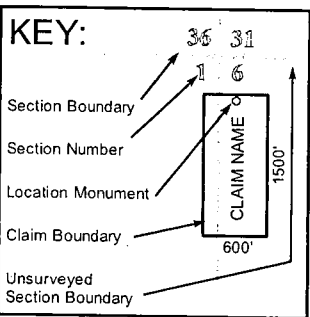 KEY:
36 31
1 6
Section Boundary
Section Number
Location Monument
Claim Boundary
Unsurveyed
Section Boundary
CLAIM NAME
1500'
600'